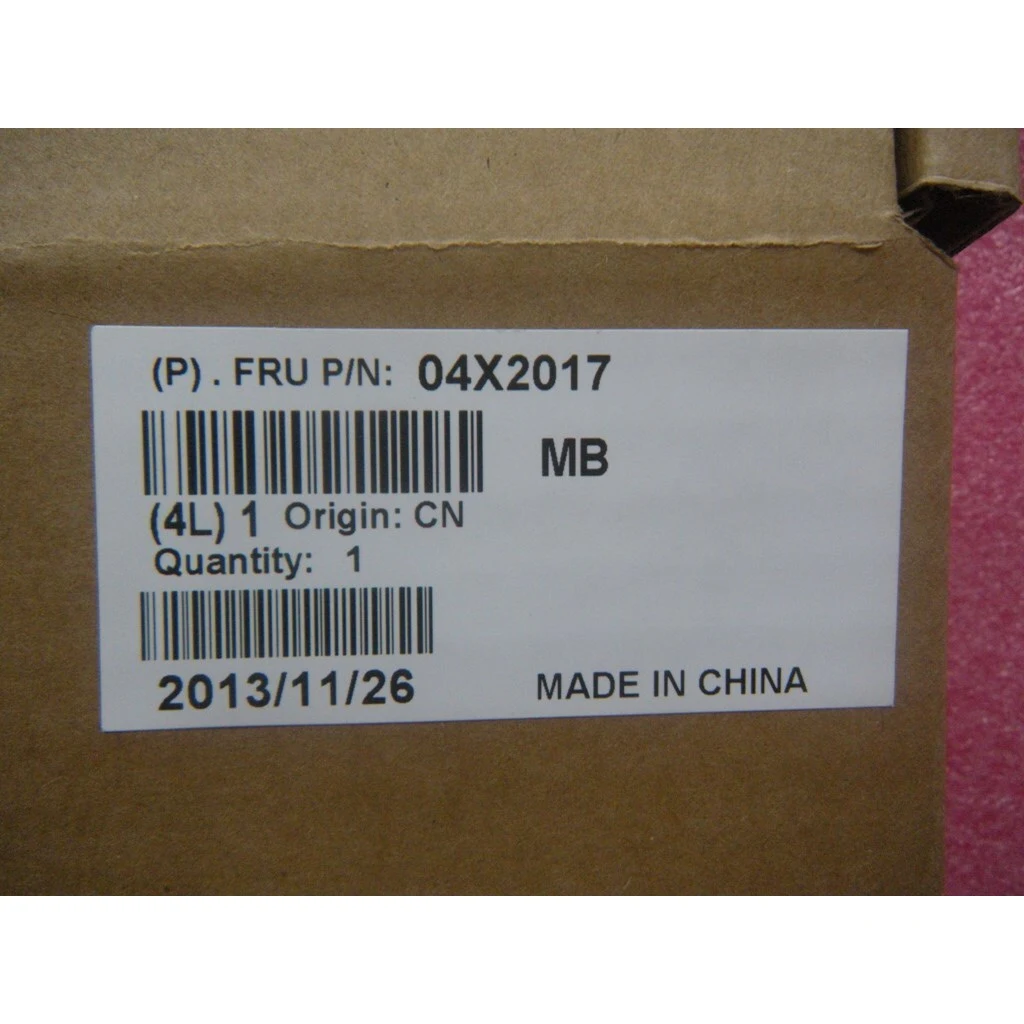 (P) . FRU P/N: 04X2017
MB
(4L) 1 Origin: CN
Quantity: 1
2013/11/26
MADE IN CHINA